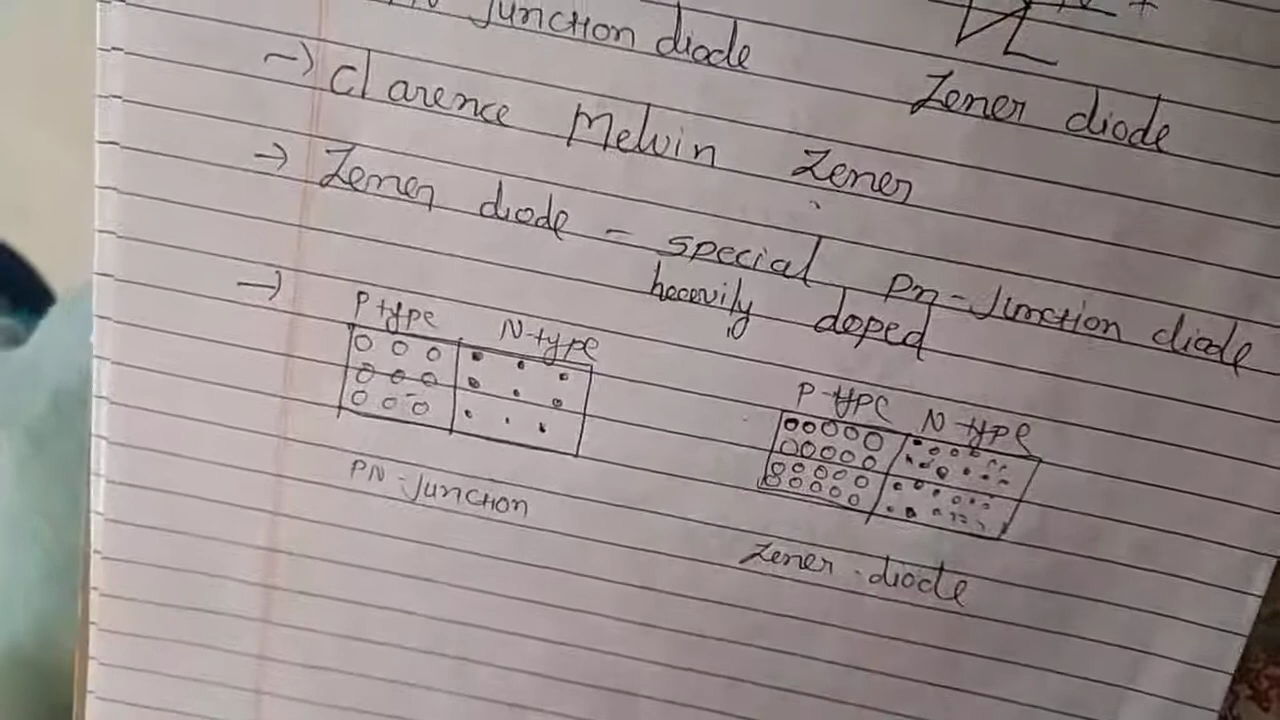 Junction diode
Zener diode
→ Clarence Melvin Zener
→ Zener diode - special pn-Junction diode
heavily doped
→
P type N-type
P-type N-type
PN-Junction
Zener-diode